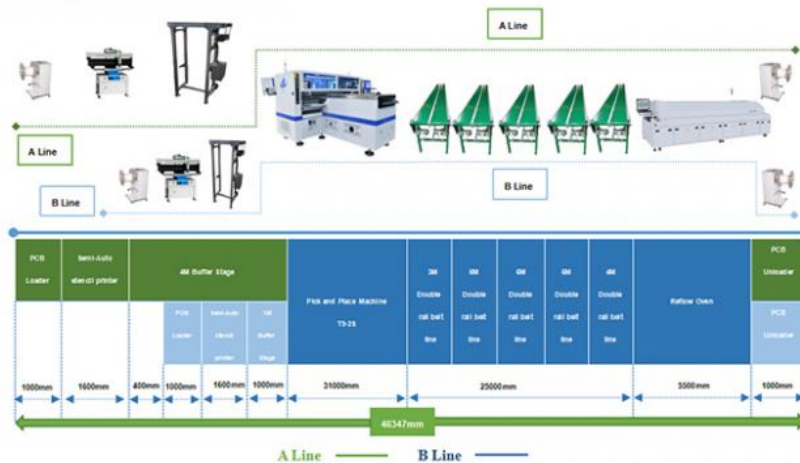 A Line
A Line
B Line
B Line
PCB
Loader
Semi-Auto
stencil printer
4M Buffer Stage
PCB
Loader
Semi-Auto
stencil
printer
1M
Buffer
Stage
Pick and Place Machine
T9-2S
3M
Double
rail belt
line
6M
Double
rail belt
line
6M
Double
rail belt
line
6M
Double
rail belt
line
4M
Double
rail belt
line
Reflow Oven
PCB
Unloader
PCB
Unloader
1000mm
1600mm
400mm
1000mm
1600mm
1000mm
31000mm
25000mm
5500mm
1000mm
46347mm
A Line
B Line